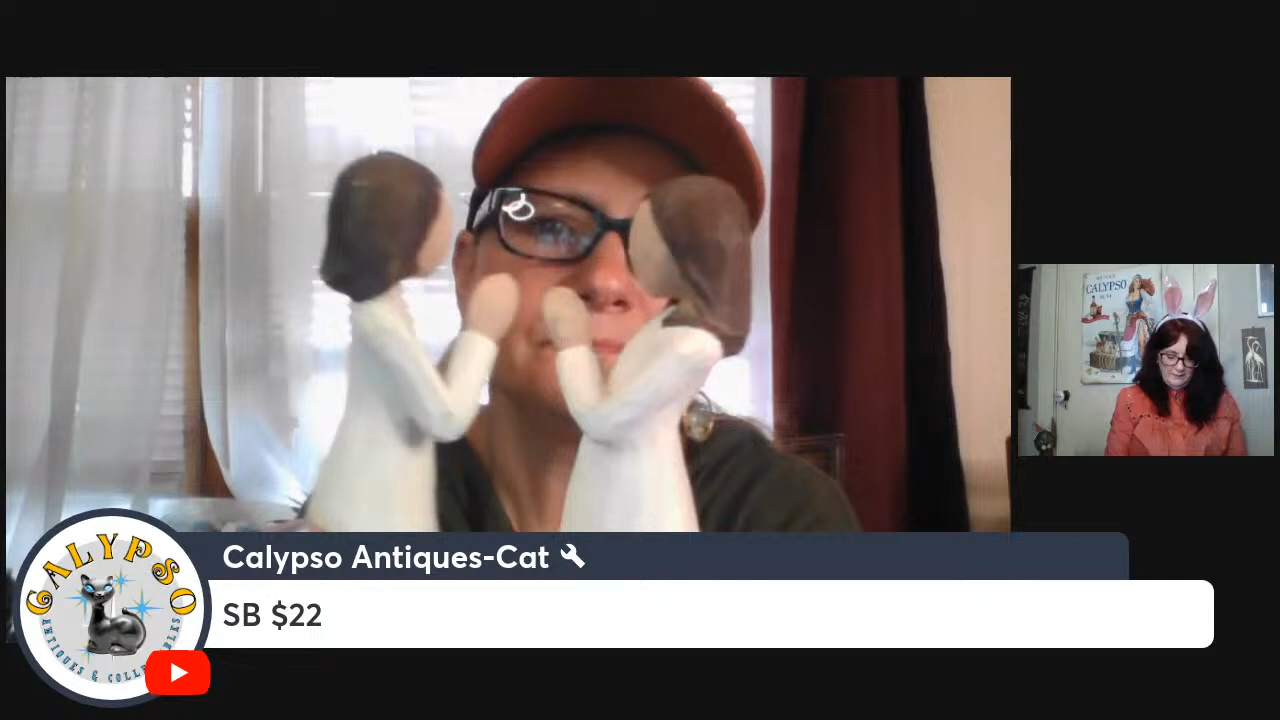 CALYPSO
Calypso Antiques-Cat
SB $22
CALYPSO
ANTIQUES & COLLECTIBLES